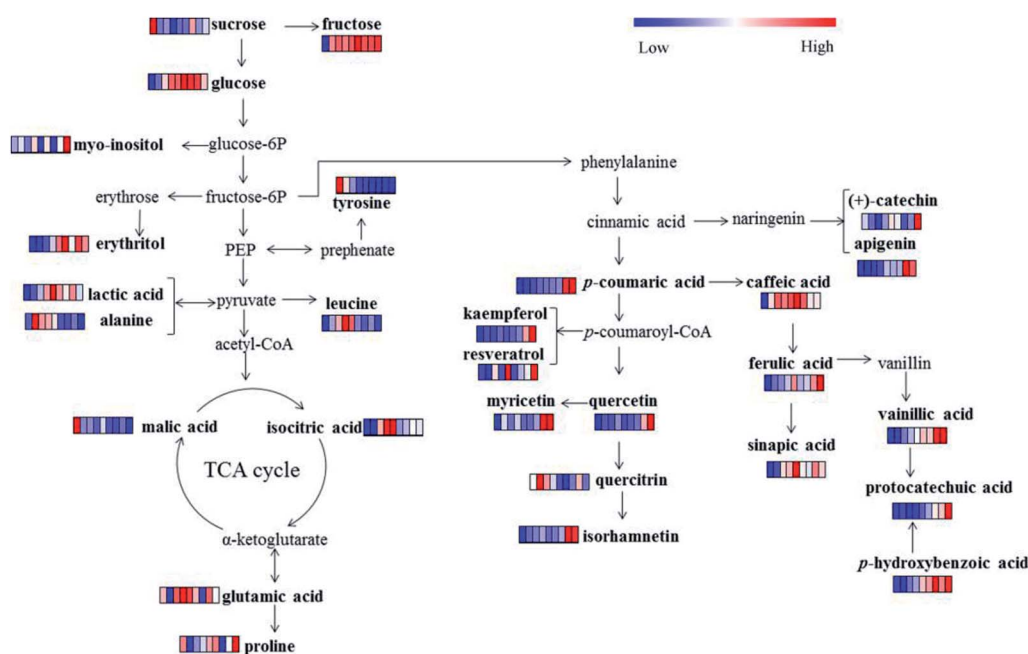 sucrose
fructose
Low
High
glucose
myo-inositol
glucose-6P
phenylalanine
erythrose
fructose-6P
tyrosine
cinnamic acid
naringenin
(+)-catechin
erythritol
PEP
prephenate
apigenin
lactic acid
pyruvate
leucine
p-coumaric acid
caffeic acid
alanine
kaempferol
acetyl-CoA
p-coumaroyl-CoA
resveratrol
ferulic acid
vanillin
malic acid
isocitric acid
myricetin
quercetin
vainillic acid
sinapic acid
TCA cycle
quercitrin
protocatechuic acid
α-ketoglutarate
isorhamnetin
p-hydroxybenzoic acid
glutamic acid
proline